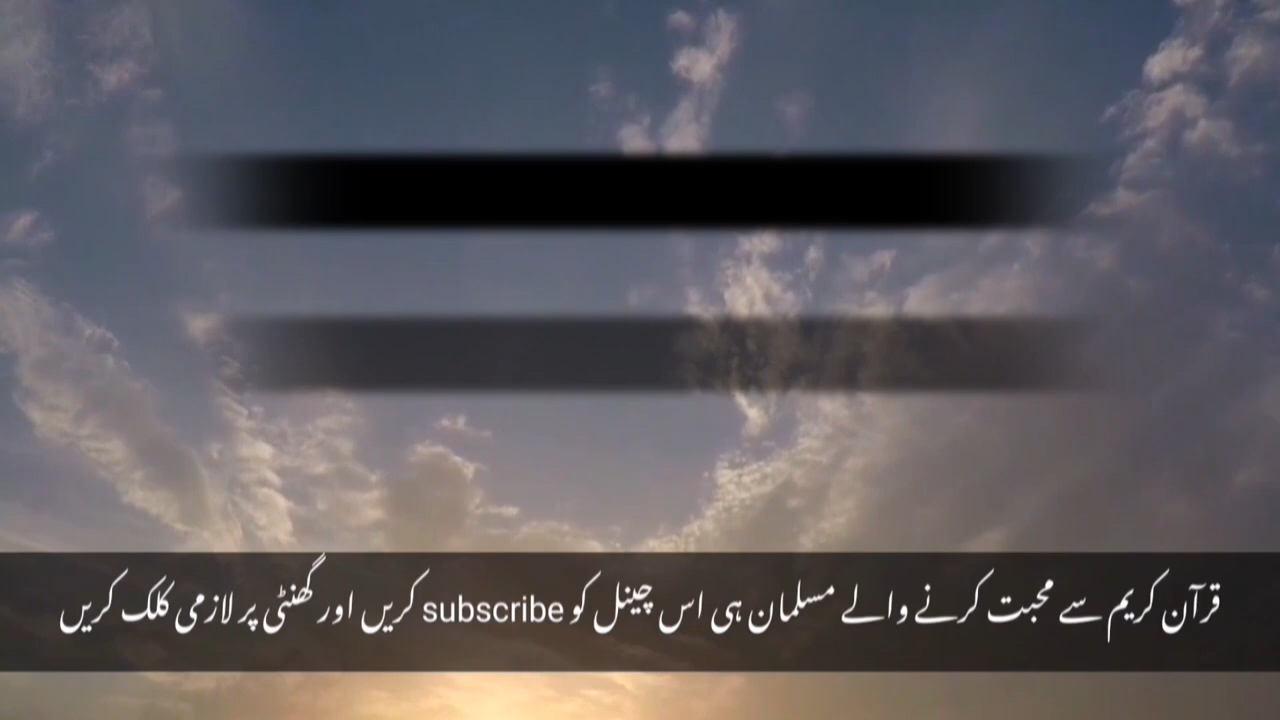 قرآن کریم سے محبت کرنے والے مسلمان ہی اس چینل کو subscribe کریں اور گھنٹی پر لازمی کلک کریں